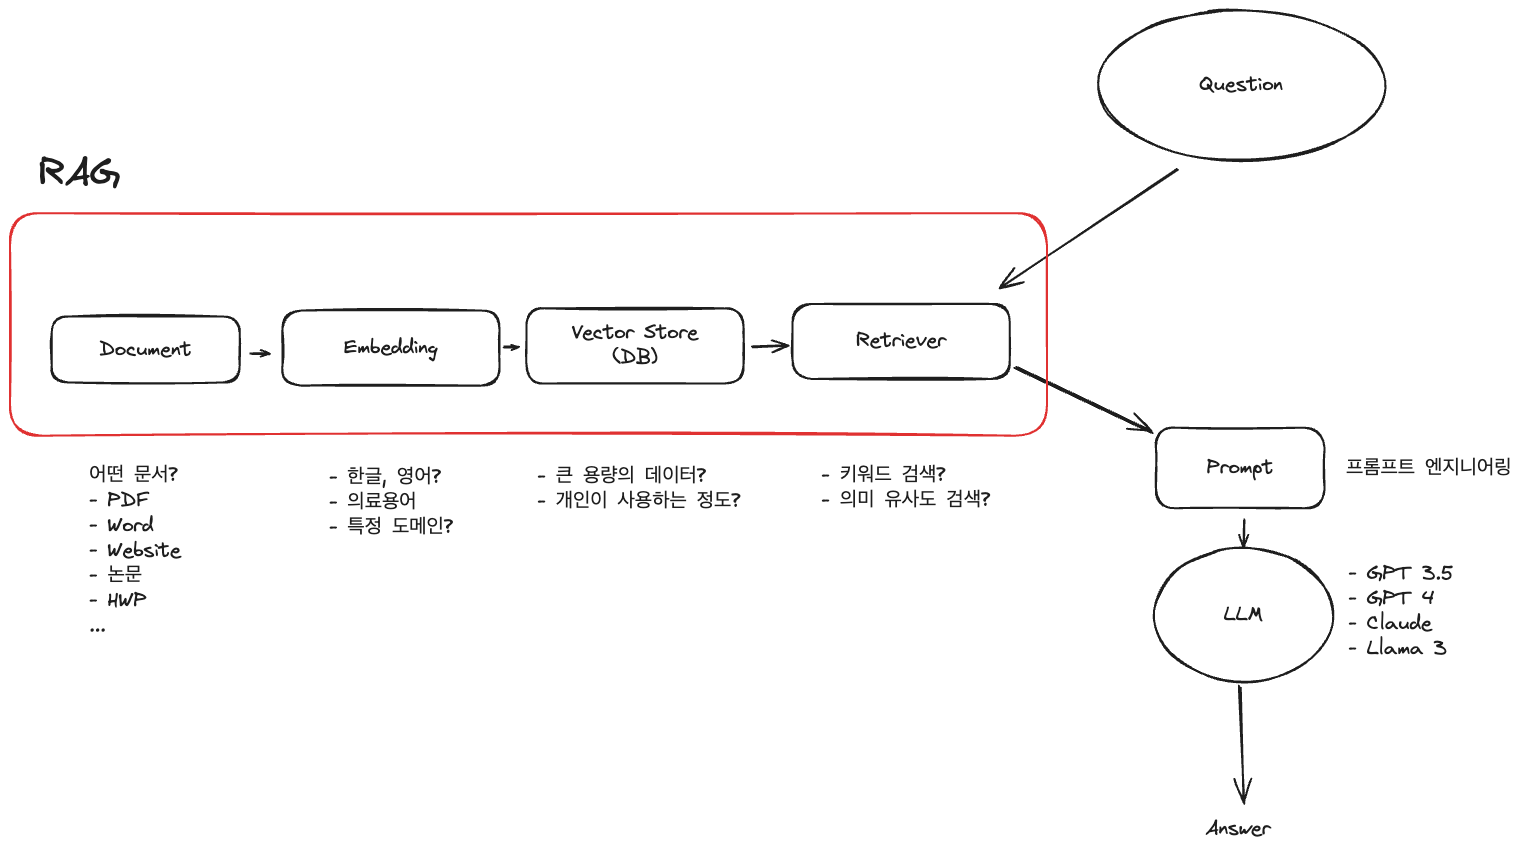 Question
RAG
Document
Embedding
Vector Store
(DB)
Retriever
어떤 문서?
- PDF
- Word
- Website
- 논문
- HWP
...
- 한글, 영어?
- 의료용어
- 특정 도메인?
- 큰 용량의 데이터?
- 개인이 사용하는 정도?
- 키워드 검색?
- 의미 유사도 검색?
Prompt
프롬프트 엔지니어링
LLM
- GPT 3.5
- GPT 4
- Claude
- Llama 3
Answer